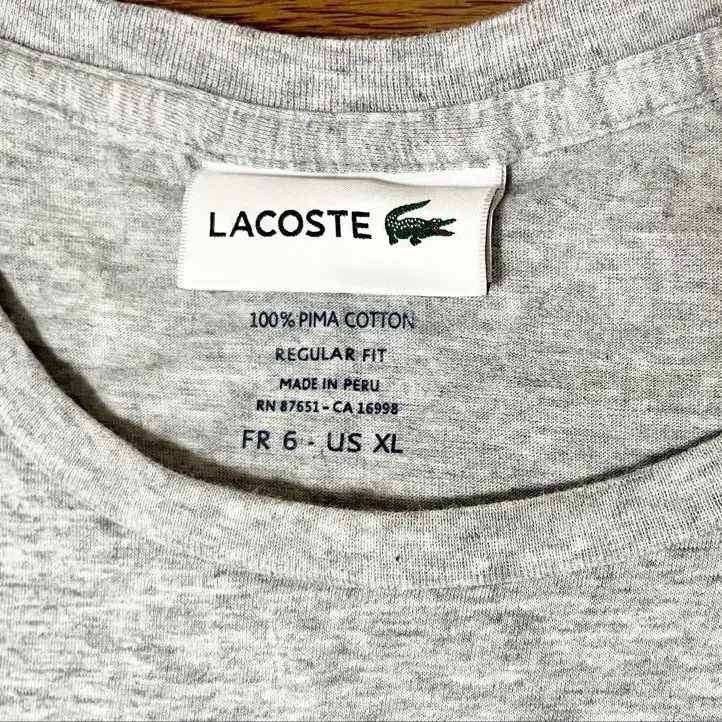 LACOSTE
100% PIMA COTTON
REGULAR FIT
MADE IN PERU
RN 87651 - CA 16998
FR 6 - US XL